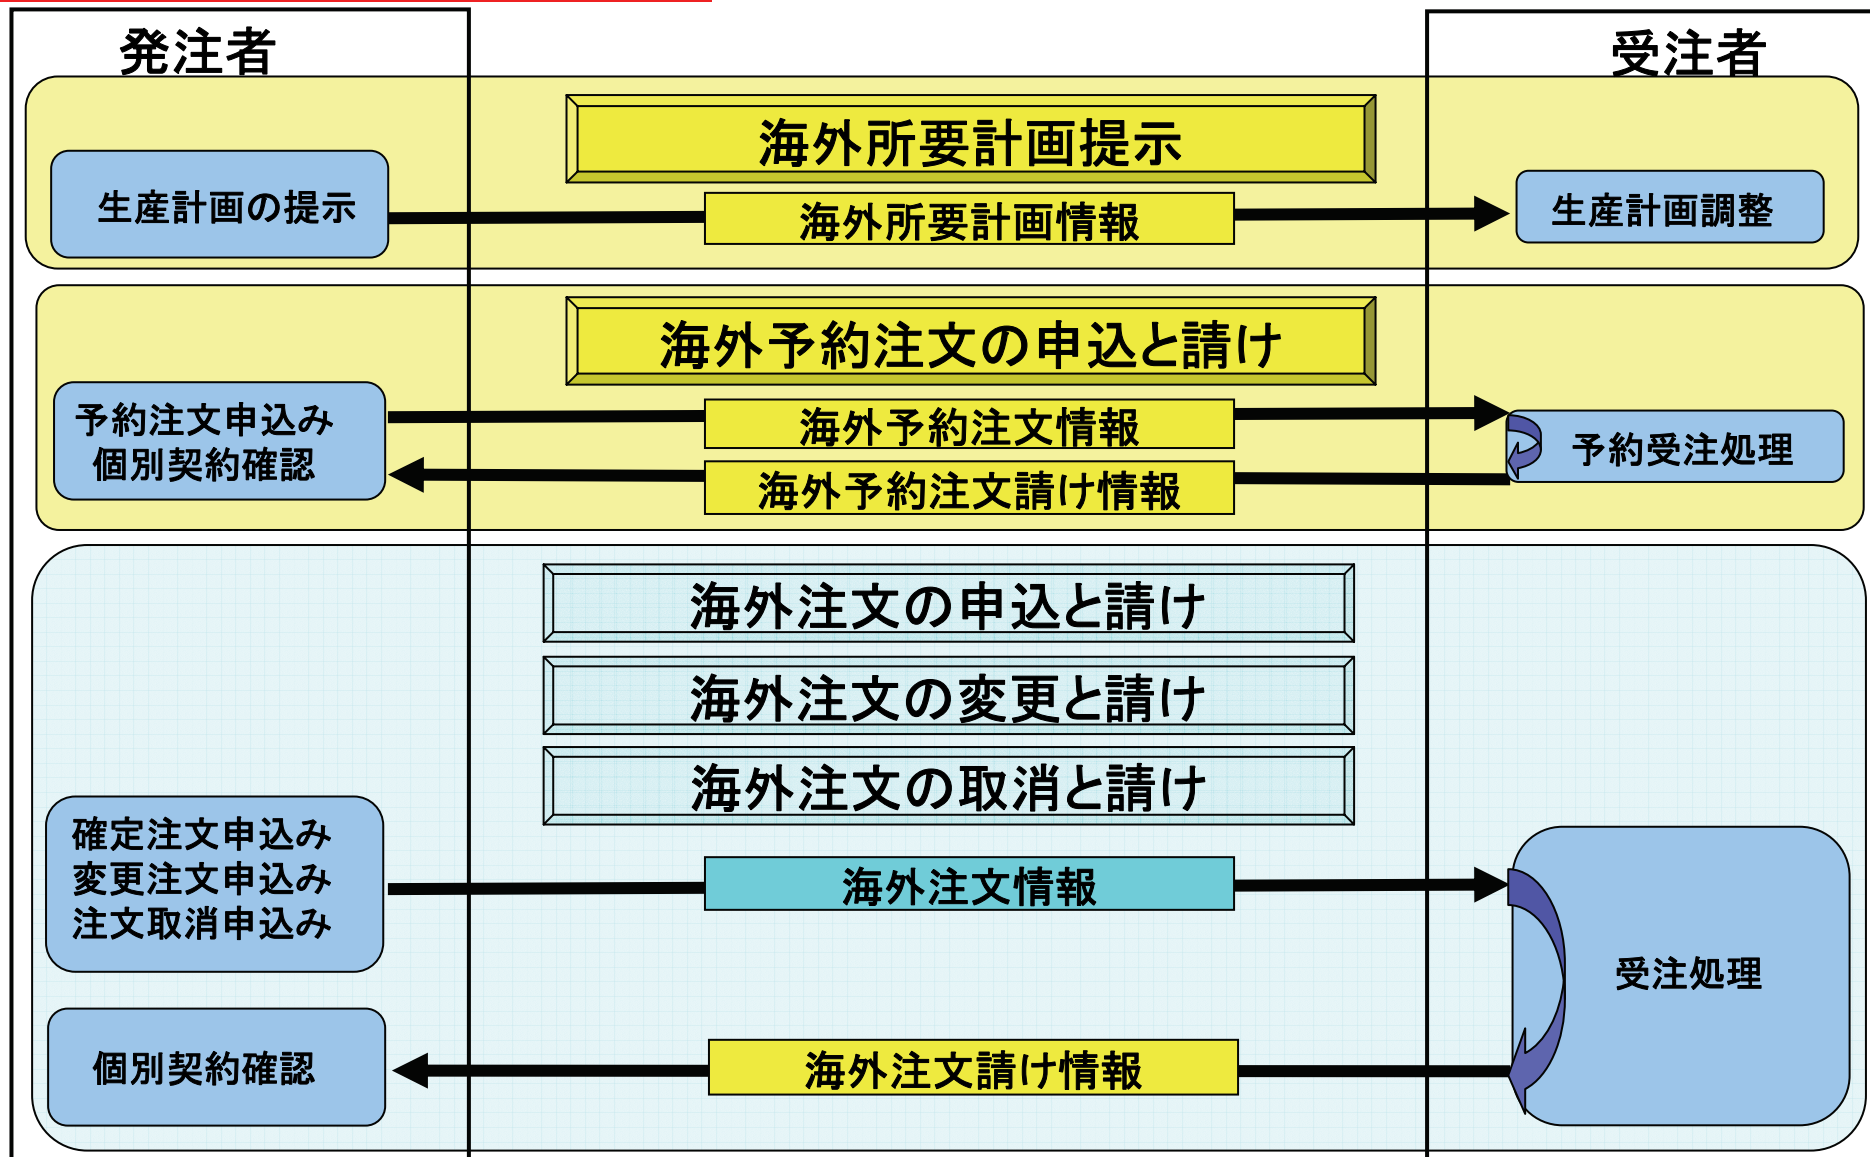 発注者
受注者
海外所要計画提示
生産計画の提示
海外所要計画情報
生産計画調整
海外予約注文の申込と請け
予約注文申込み
個別契約確認
海外予約注文情報
海外予約注文請け情報
予約受注処理
海外注文の申込と請け
海外注文の変更と請け
海外注文の取消と請け
確定注文申込み
変更注文申込み
注文取消申込み
海外注文情報
受注処理
個別契約確認
海外注文請け情報